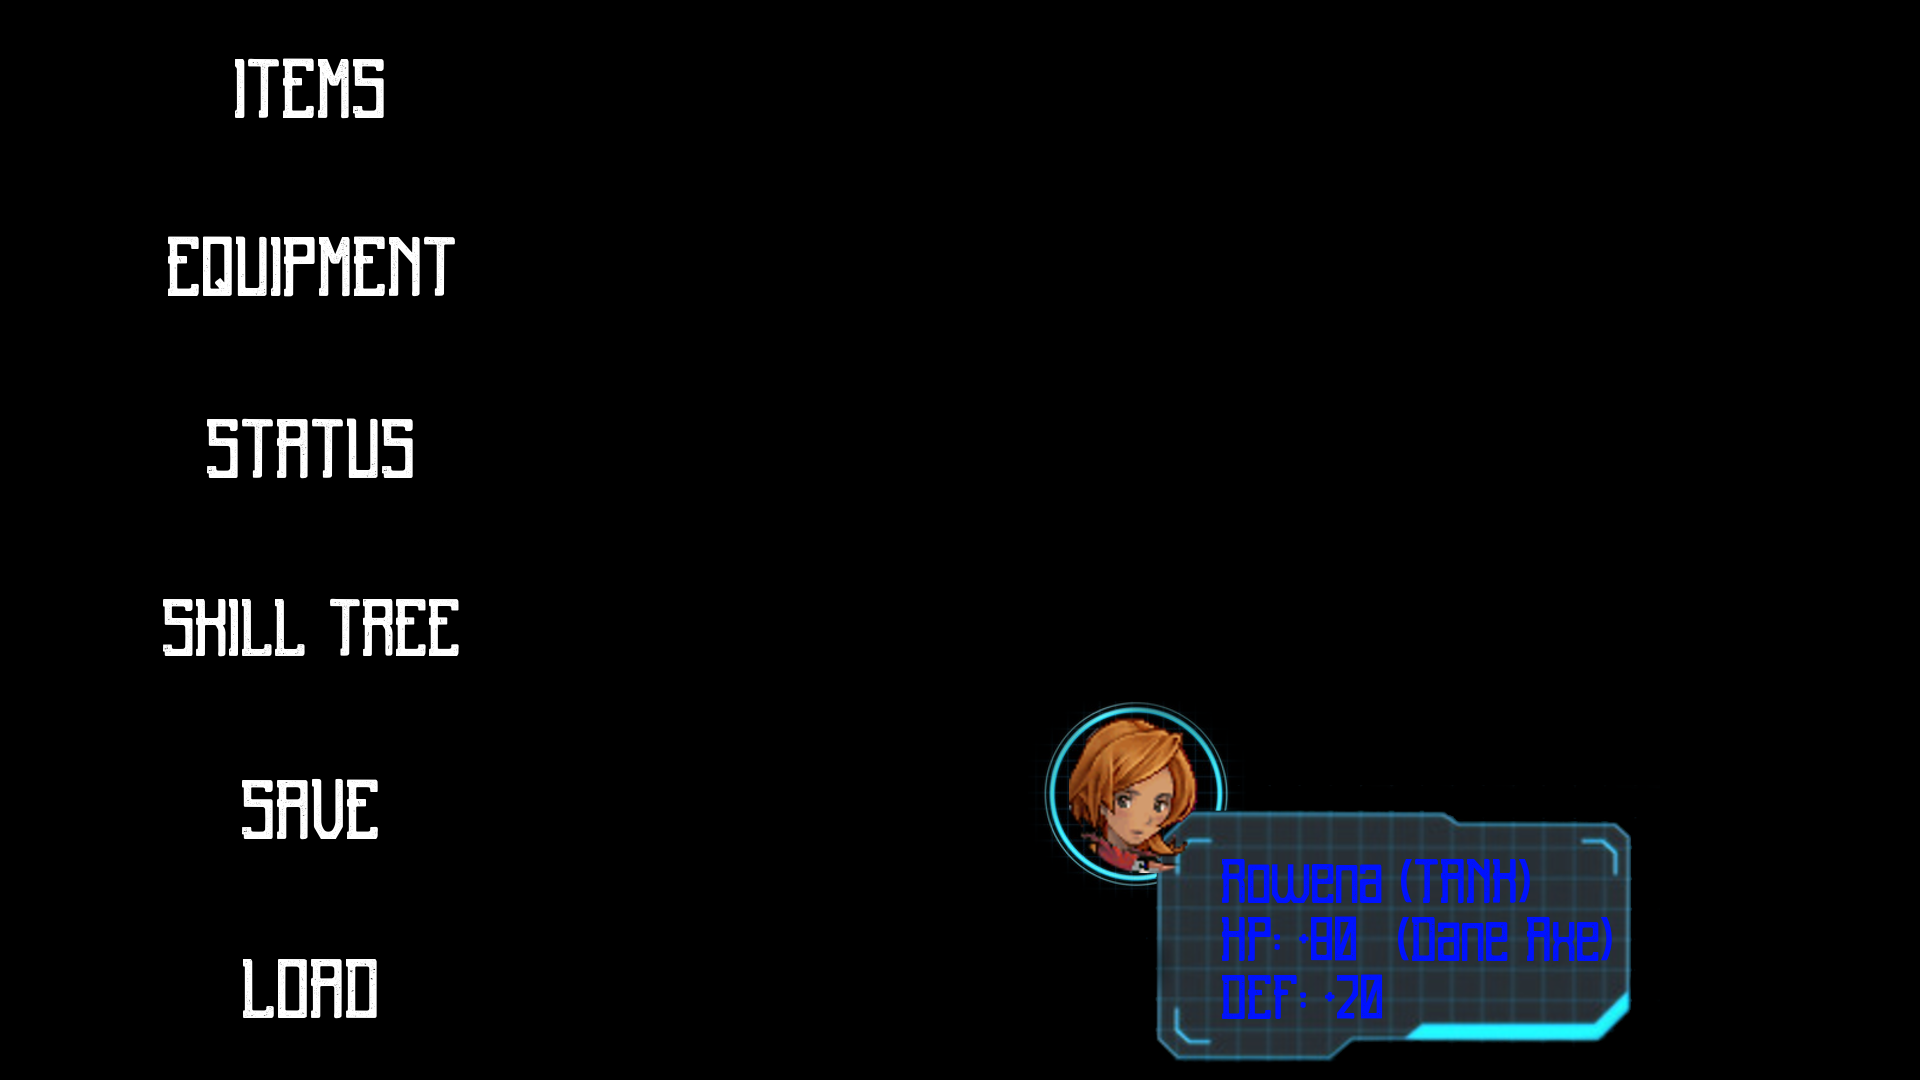 ITEMS
EQUIPMENT
STATUS
SKILL TREE
SAVE
LOAD
Rowena (TANK)
HP: +80 (Dane Axe)
DEF: +20